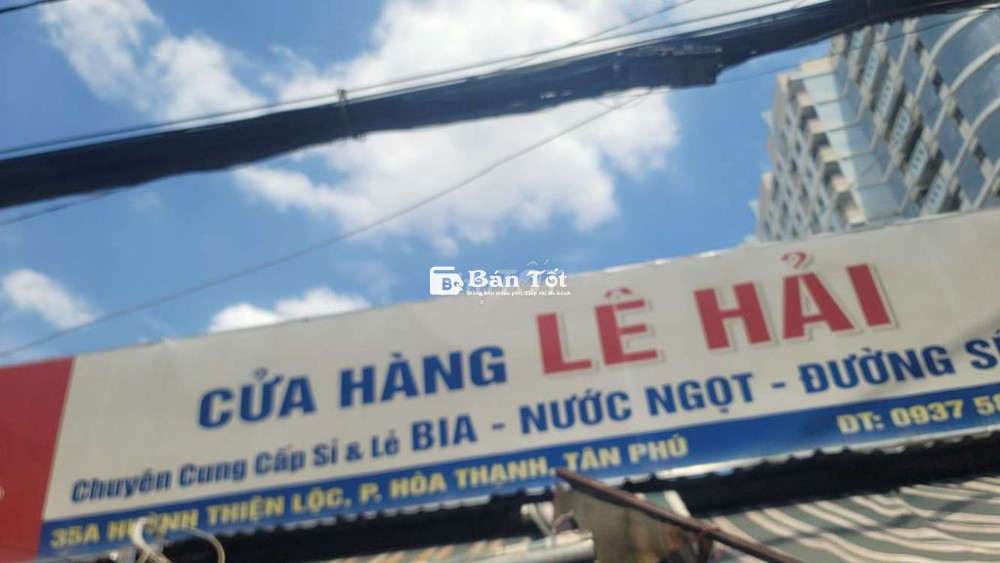 Bán Tốt
CỬA HÀNG LÊ HẢI
Chuyên Cung Cấp Sỉ & Lẻ BIA - NƯỚC NGỌT - ĐƯỜNG
35A HUỲNH THIỆN LỘC, P, HÒA THẠNH, TÂN PHÚ
ĐT: 0937